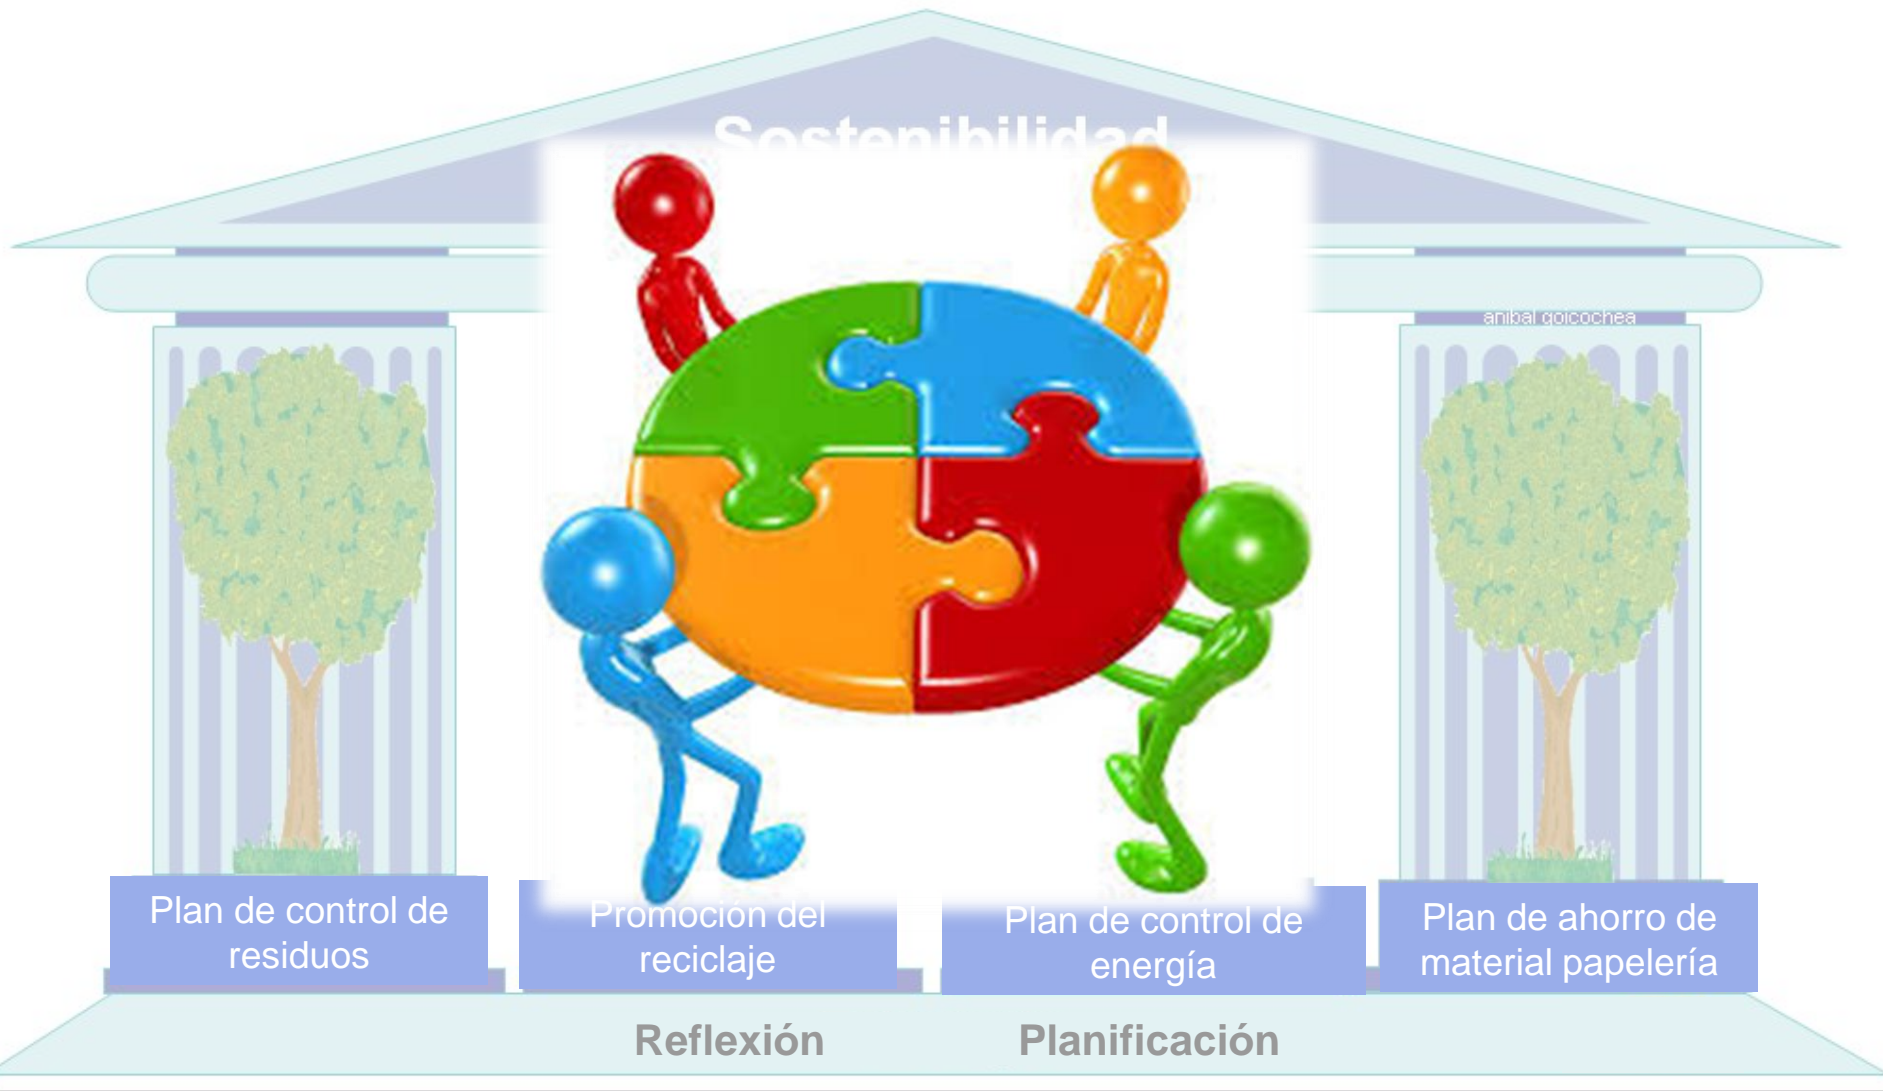 Sostenibilidad
anibal goicochea
Plan de control de
residuos
Promoción del
reciclaje
Plan de control de
energía
Plan de ahorro de
material papelería
Reflexión
Planificación